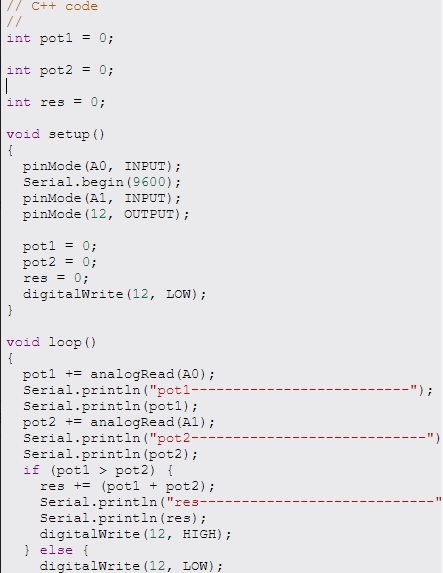 // C++ code
//
int pot1 = 0;
int pot2 = 0;
int res = 0;
void setup()
{
  pinMode(A0, INPUT);
  Serial.begin(9600);
  pinMode(A1, INPUT);
  pinMode(12, OUTPUT);
  pot1 = 0;
  pot2 = 0;
  res = 0;
  digitalWrite(12, LOW);
}
void loop()
{
  pot1 += analogRead(A0);
  Serial.println("pot1--------------------------");
  Serial.println(pot1);
  pot2 += analogRead(A1);
  Serial.println("pot2----------------------------")
  Serial.println(pot2);
  if (pot1 > pot2) {
    res += (pot1 + pot2);
    Serial.println("res----------------------------"
    Serial.println(res);
    digitalWrite(12, HIGH);
  } else {
    digitalWrite(12, LOW);